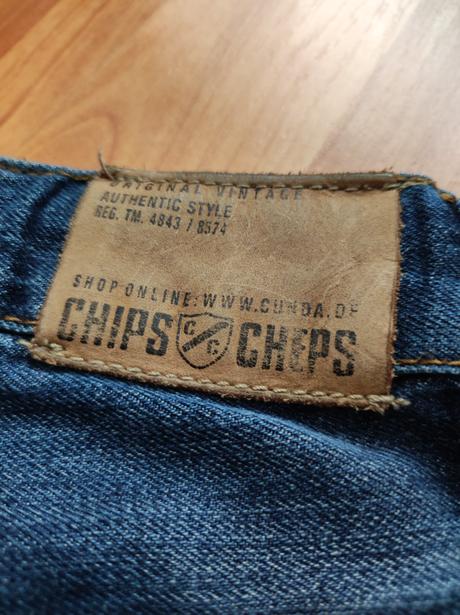 ORIGINAL VINTAGE
AUTHENTIC STYLE
REG. TM. 4843 / 8574
SHOP ONLINE: WWW.CUNDA.DE
CHIPS CC CHEPS